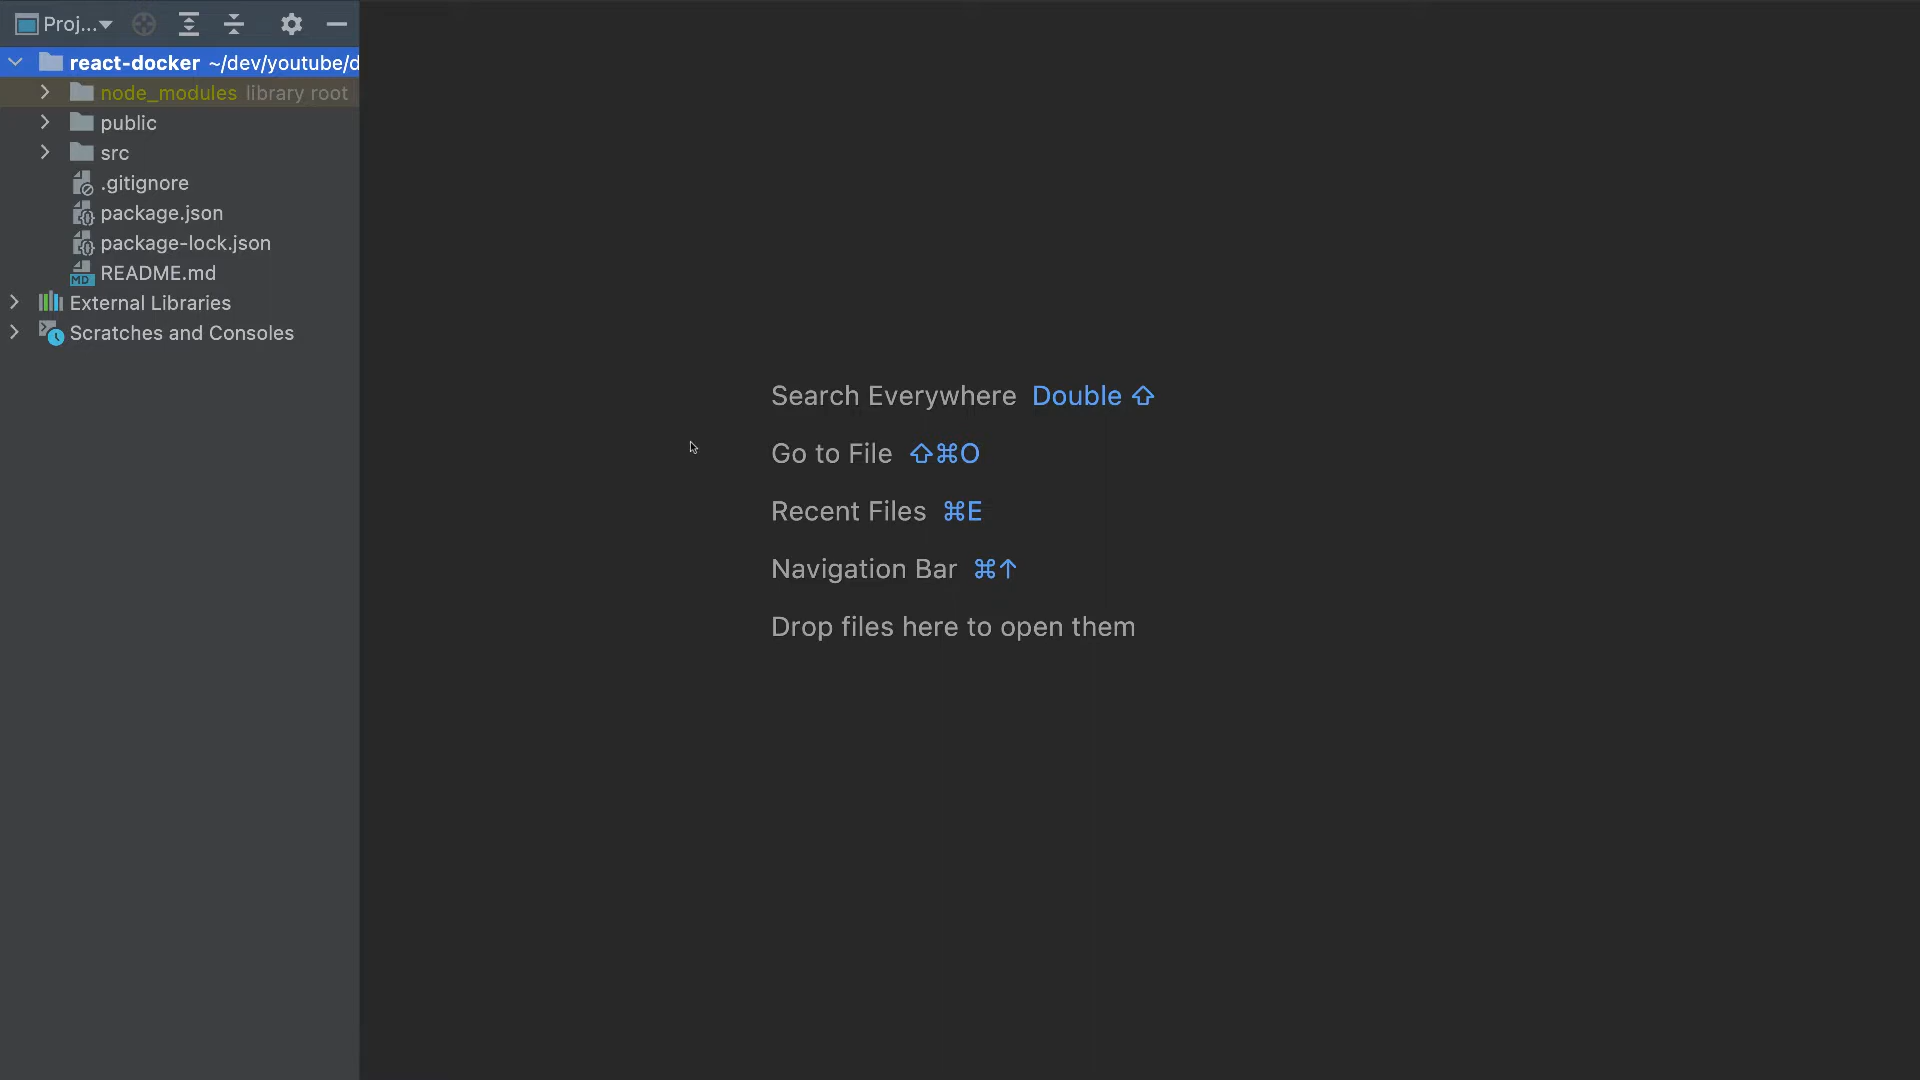 Proj...
react-docker ~/dev/youtube/d
node_modules library root
public
src
.gitignore
package.json
package-lock.json
README.md
External Libraries
Scratches and Consoles
Search Everywhere Double ⇧
Go to File ⇧⌘O
Recent Files ⌘E
Navigation Bar ⌘↑
Drop files here to open them